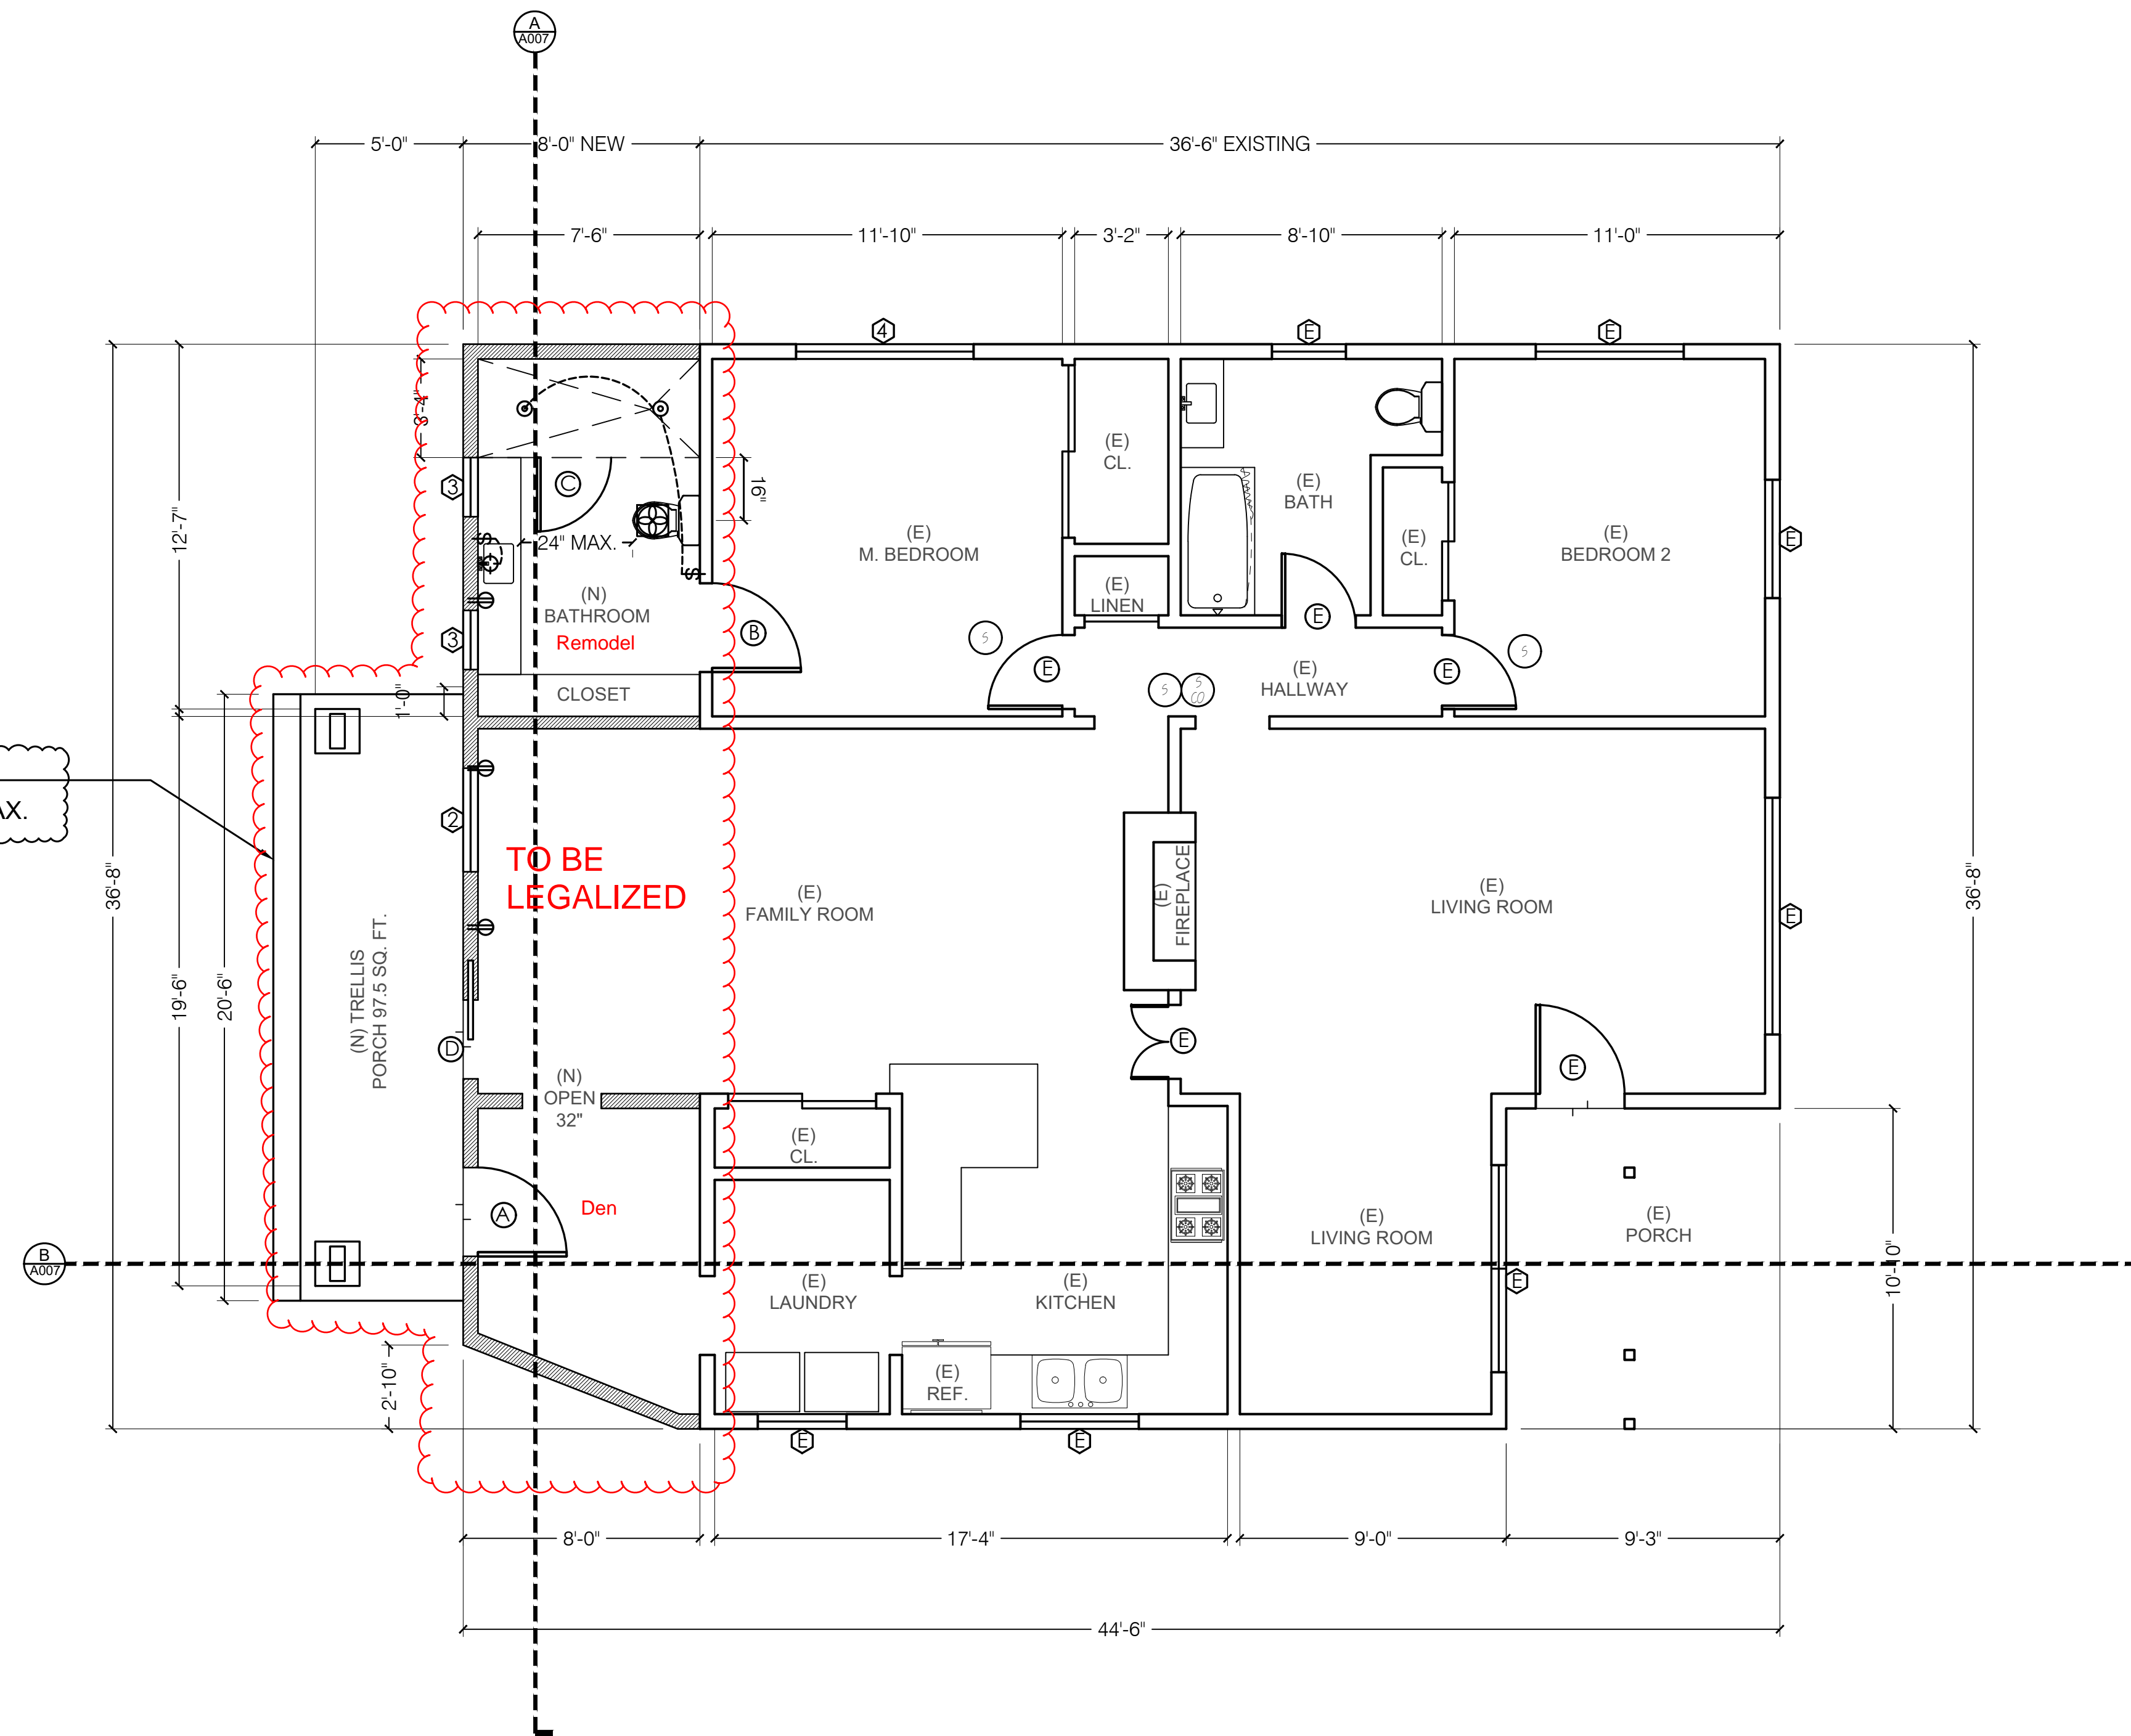 A
A007
5'-0"
8'-0" NEW
36'-6" EXISTING
7'-6"
11'-10"
3'-2"
8'-10"
11'-0"
4
E
E
3'-4"
(E)
CL.
3
C
16"
(E)
BATH
12'-7"
24" MAX.
$
$
(E)
M. BEDROOM
(E)
CL.
(E)
BEDROOM 2
E
(N)
BATHROOM
Remodel
(E)
LINEN
3
B
S
E
E
E
S
CLOSET
1'-0"
S
S
CO
(E)
HALLWAY
AX.
2
TO BE
LEGALIZED
36'-8"
(E)
FAMILY ROOM
(E)
FIREPLACE
(E)
LIVING ROOM
E
36'-8"
19'-6"
20'-6"
(N) TRELLIS
PORCH 97.5 SQ. FT.
D
E
E
(N)
OPEN
32"
(E)
CL.
A
Den
(E)
LIVING ROOM
(E)
PORCH
B
A007
10'-10"
(E)
LAUNDRY
(E)
KITCHEN
E
2'-10"
(E)
REF.
E
E
8'-0"
17'-4"
9'-0"
9'-3"
44'-6"